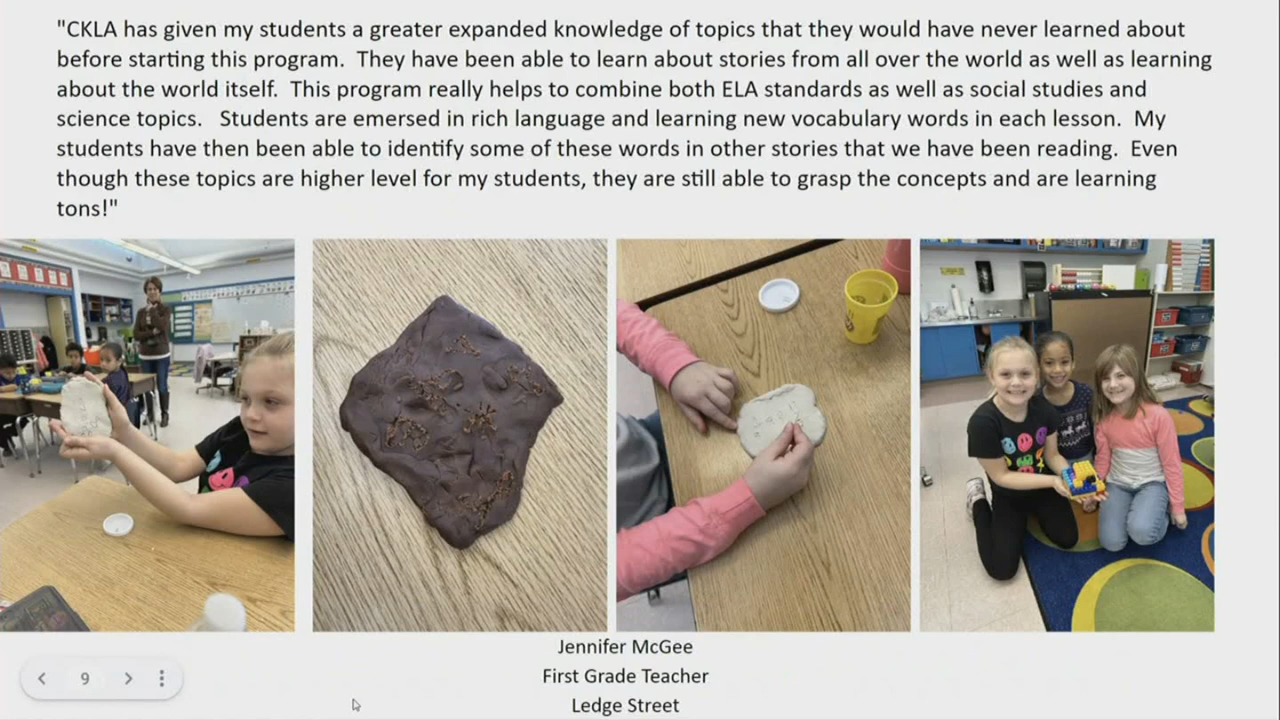 "CKLA has given my students a greater expanded knowledge of topics that they would have never learned about
before starting this program.  They have been able to learn about stories from all over the world as well as learning
about the world itself.  This program really helps to combine both ELA standards as well as social studies and
science topics.   Students are emersed in rich language and learning new vocabulary words in each lesson.  My
students have then been able to identify some of these words in other stories that we have been reading.  Even
though these topics are higher level for my students, they are still able to grasp the concepts and are learning
tons!"
Jennifer McGee
First Grade Teacher
Ledge Street
9